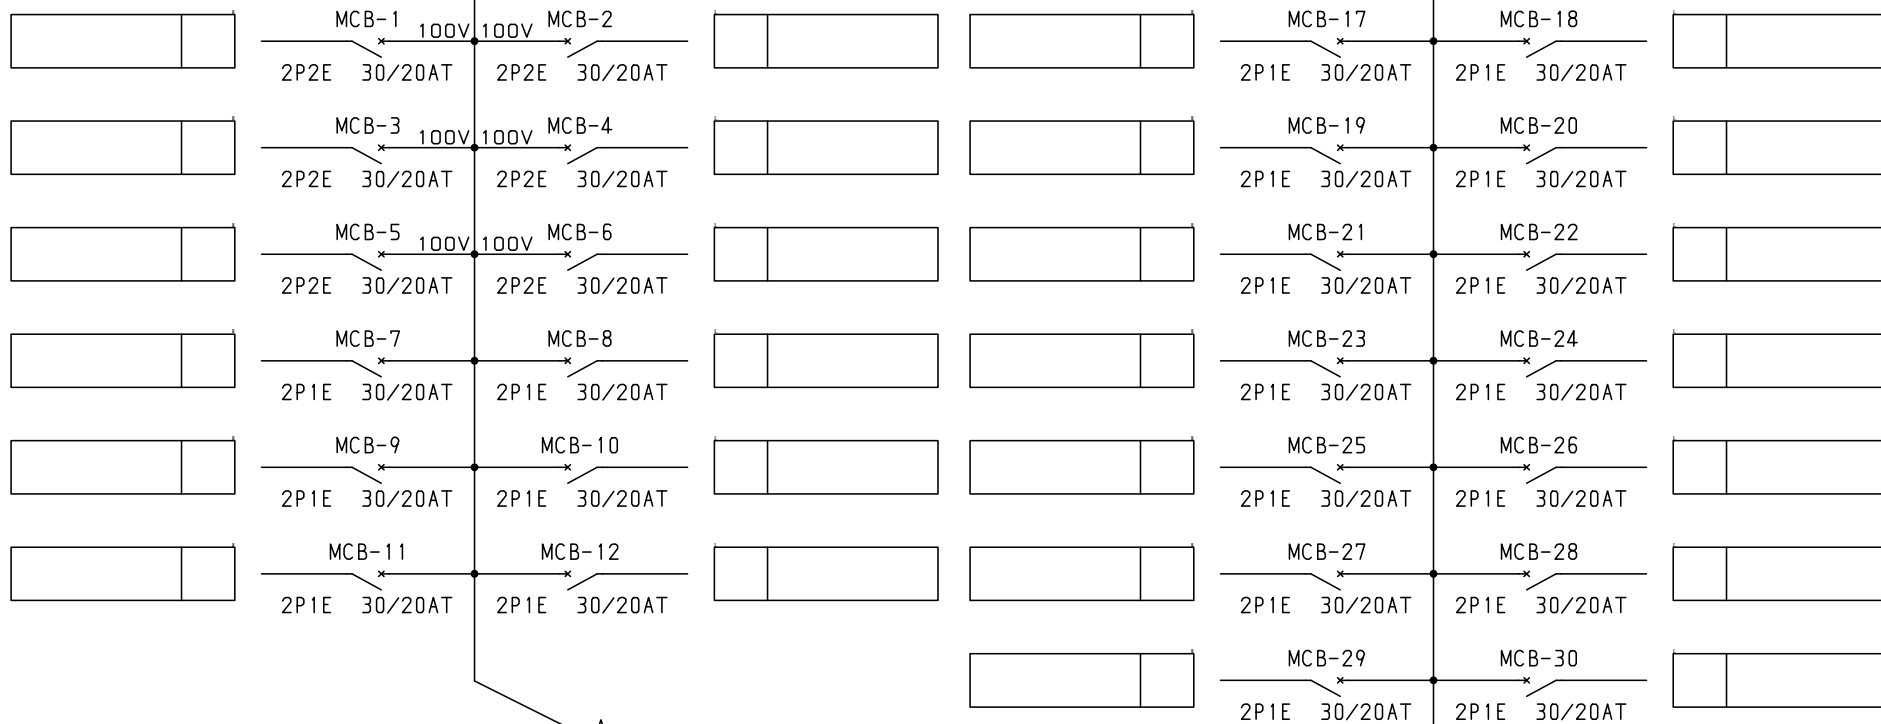 MCB-1 100V 100V MCB-2 MCB-17 MCB-18
2P2E 30/20AT 2P2E 30/20AT 2P1E 30/20AT 2P1E 30/20AT
MCB-3 100V 100V MCB-4 MCB-19 MCB-20
2P2E 30/20AT 2P2E 30/20AT 2P1E 30/20AT 2P1E 30/20AT
MCB-5 100V 100V MCB-6 MCB-21 MCB-22
2P2E 30/20AT 2P2E 30/20AT 2P1E 30/20AT 2P1E 30/20AT
MCB-7 MCB-8 MCB-23 MCB-24
2P1E 30/20AT 2P1E 30/20AT 2P1E 30/20AT 2P1E 30/20AT
MCB-9 MCB-10 MCB-25 MCB-26
2P1E 30/20AT 2P1E 30/20AT 2P1E 30/20AT 2P1E 30/20AT
MCB-11 MCB-12 MCB-27 MCB-28
2P1E 30/20AT 2P1E 30/20AT 2P1E 30/20AT 2P1E 30/20AT
MCB-29 MCB-30
2P1E 30/20AT 2P1E 30/20AT